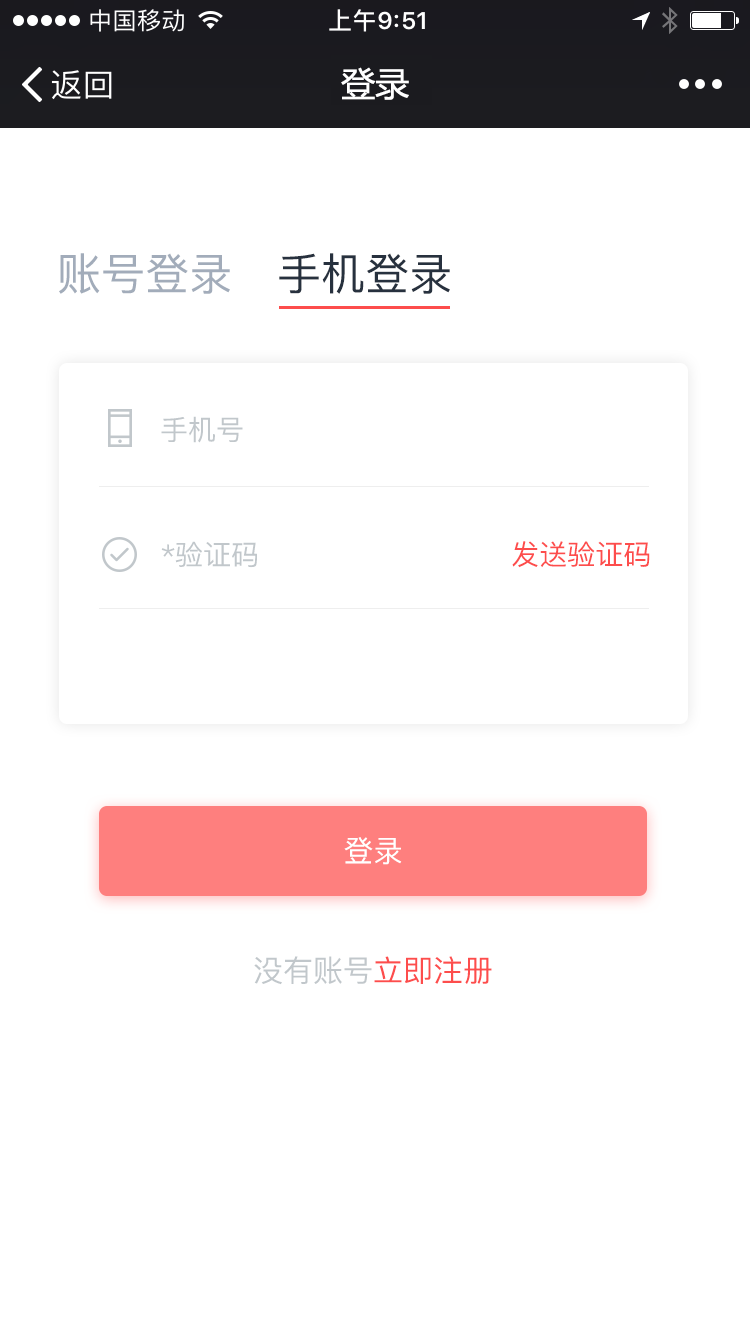 中国移动 上午9:51
返回 登录
账号登录 手机登录
手机号
*验证码 发送验证码
登录
没有账号立即注册